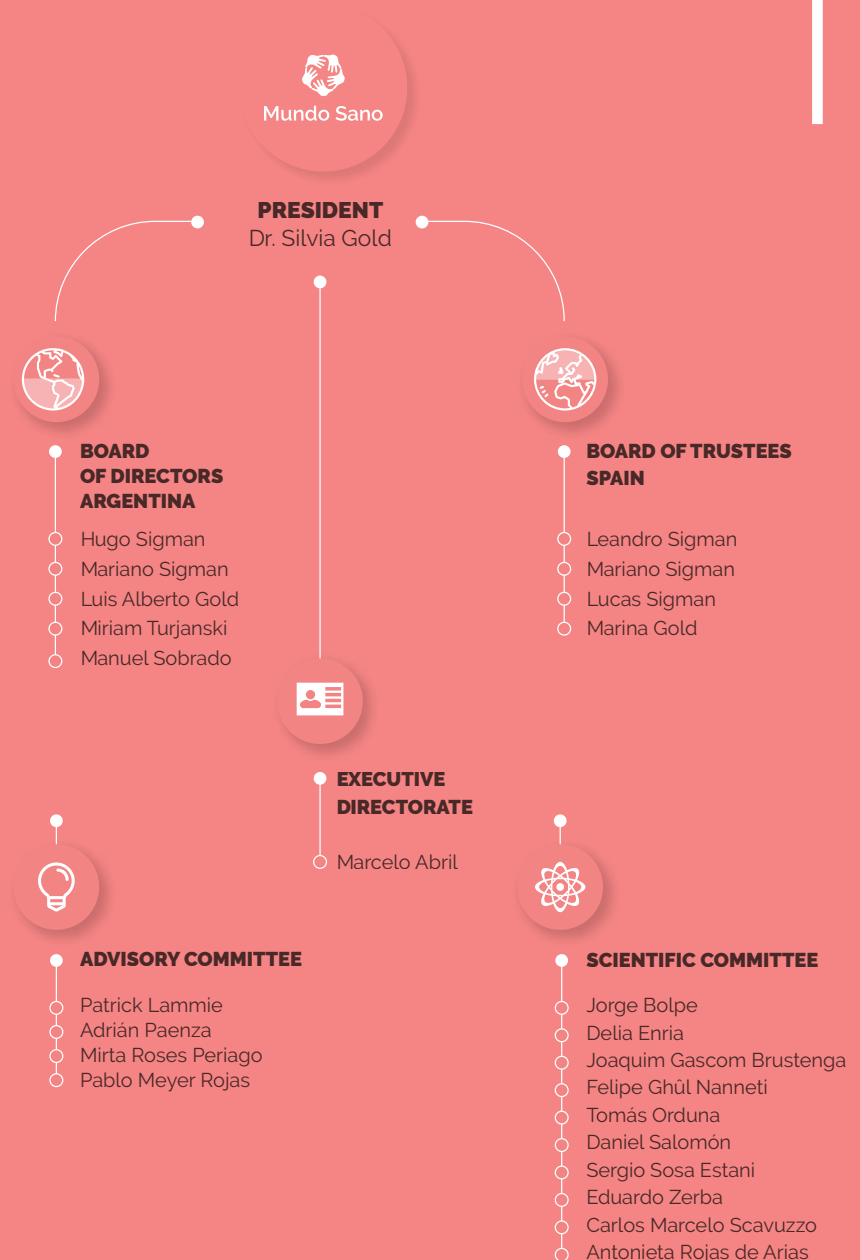 Mundo Sano
PRESIDENT
Dr. Silvia Gold
BOARD
OF DIRECTORS
ARGENTINA
Hugo Sigman
Mariano Sigman
Luis Alberto Gold
Miriam Turjanski
Manuel Sobrado
BOARD OF TRUSTEES
SPAIN
Leandro Sigman
Mariano Sigman
Lucas Sigman
Marina Gold
EXECUTIVE
DIRECTORATE
Marcelo Abril
ADVISORY COMMITTEE
Patrick Lammie
Adrián Paenza
Mirta Roses Periago
Pablo Meyer Rojas
SCIENTIFIC COMMITTEE
Jorge Bolpe
Delia Enria
Joaquim Gascom Brustenga
Felipe Ghûl Nanneti
Tomás Orduna
Daniel Salomón
Sergio Sosa Estani
Eduardo Zerba
Carlos Marcelo Scavuzzo
Antonieta Rojas de Arias